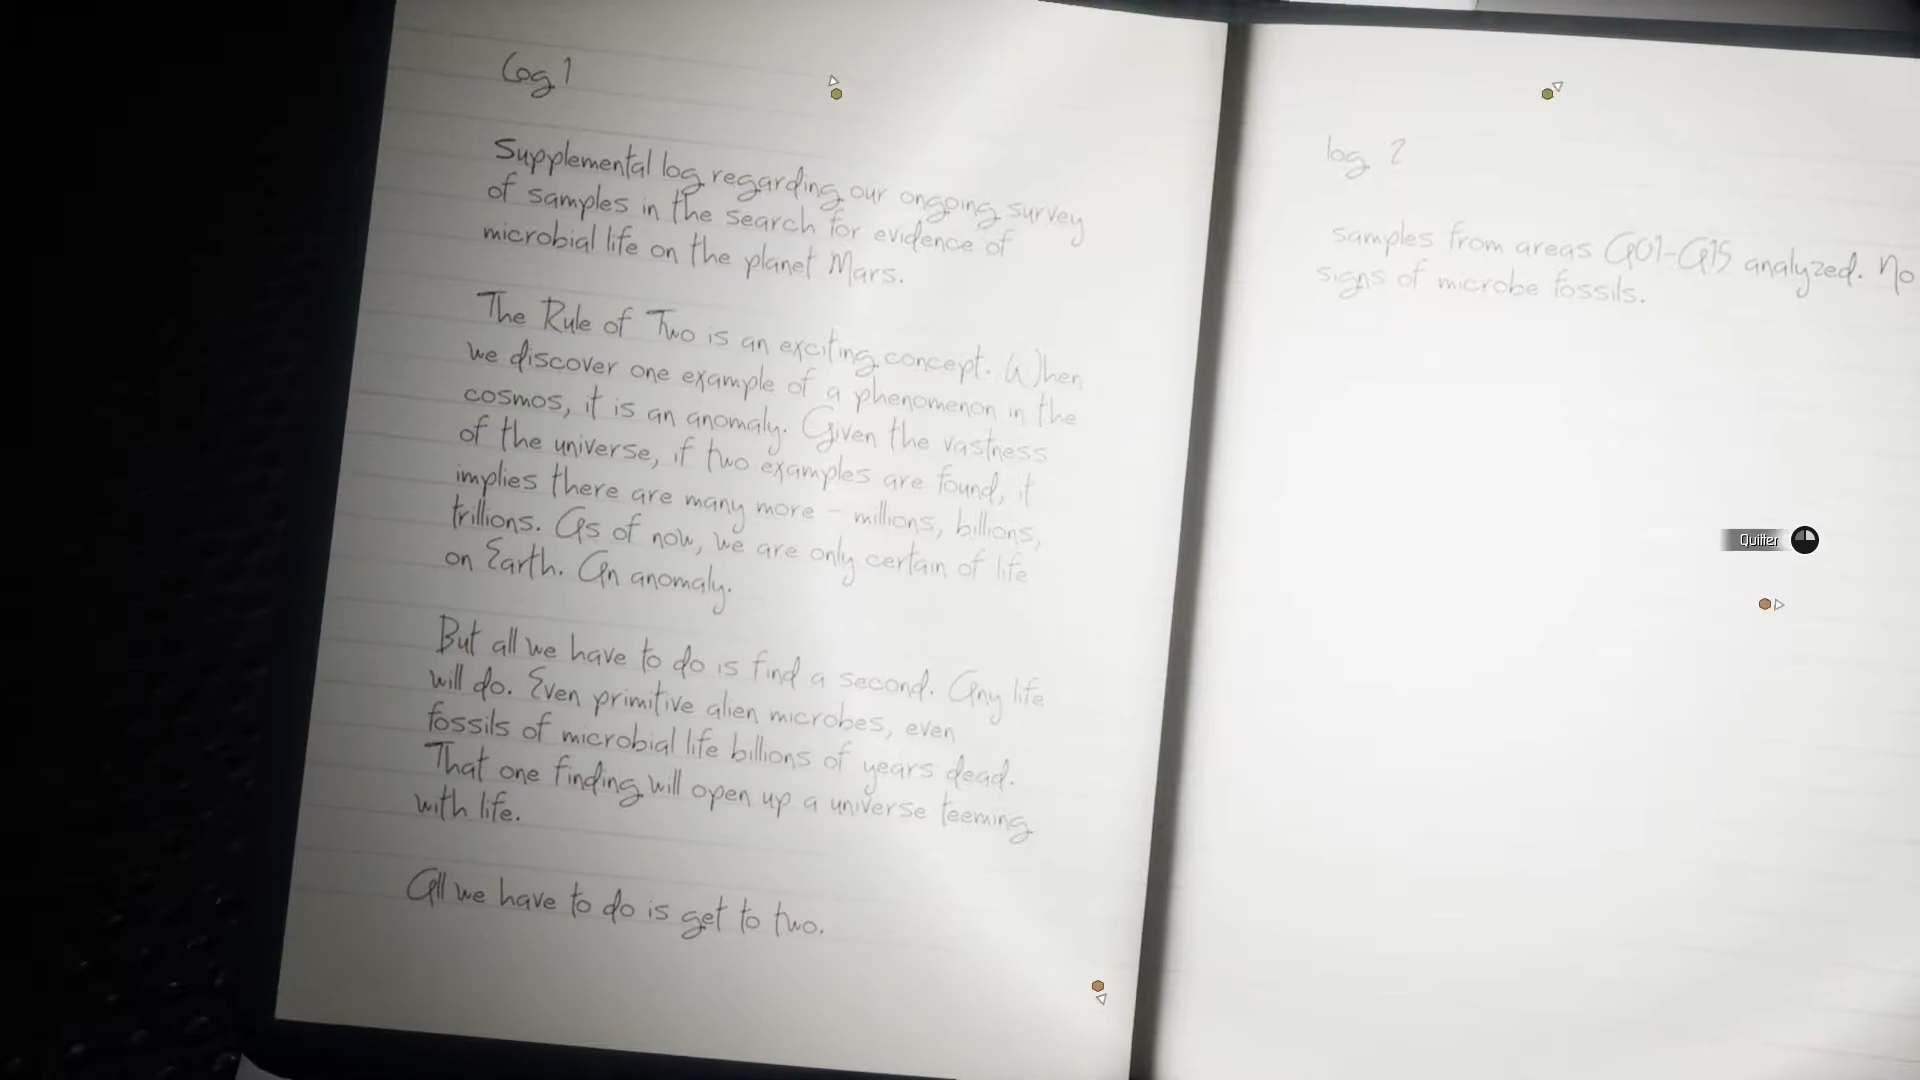 Log 1
Supplemental log regarding our ongoing survey
of samples in the search for evidence of
microbial life on the planet Mars.
The Rule of Two is an exciting concept. When
we discover one example of a phenomenon in the
cosmos, it is an anomaly. Given the vastness
of the universe, if two examples are found, it
implies there are many more - millions, billions,
trillions. As of now, we are only certain of life
on Earth. An anomaly.
But all we have to do is find a second. Any life
will do. Even primitive alien microbes, even
fossils of microbial life billions of years dead.
That one finding will open up a universe teeming
with life.
All we have to do is get to two.
log 2
samples from areas A01-A15 analyzed. No
signs of microbe fossils.
Quitter